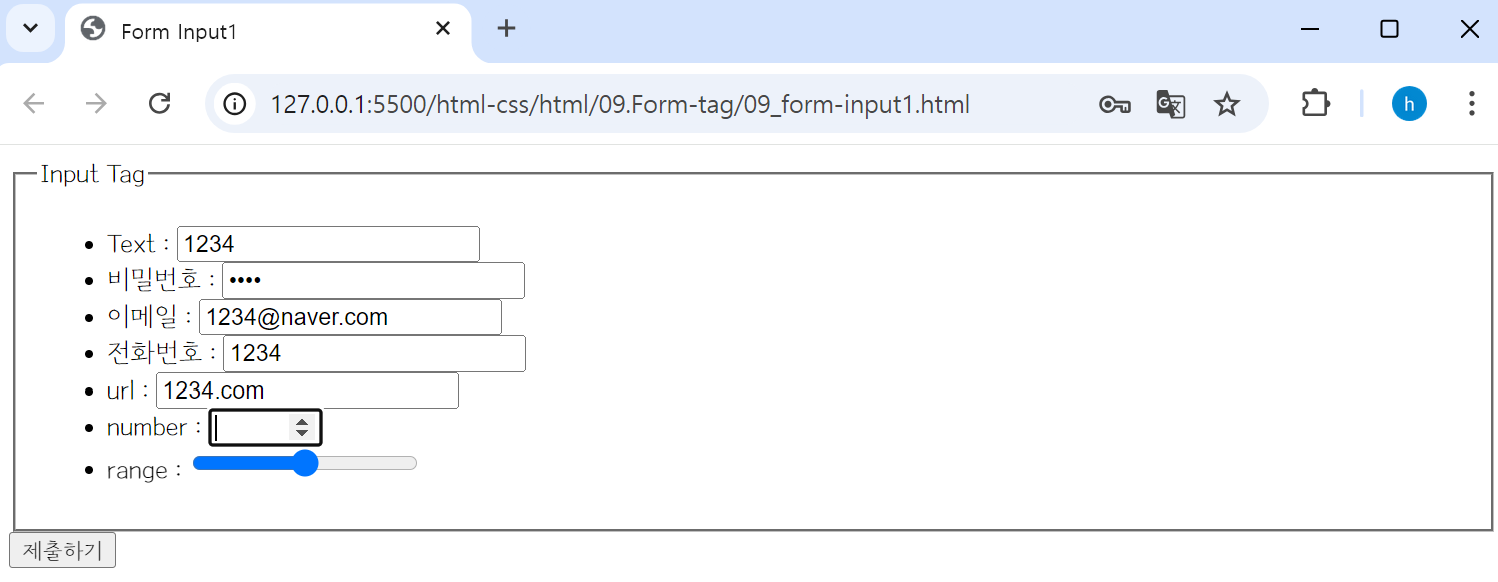 Form Input1
127.0.0.1:5500/html-css/html/09.Form-tag/09_form-input1.html
h
Input Tag
Text : 1234
비밀번호 : ••••
이메일 : 1234@naver.com
전화번호 : 1234
url : 1234.com
number :
range :
제출하기